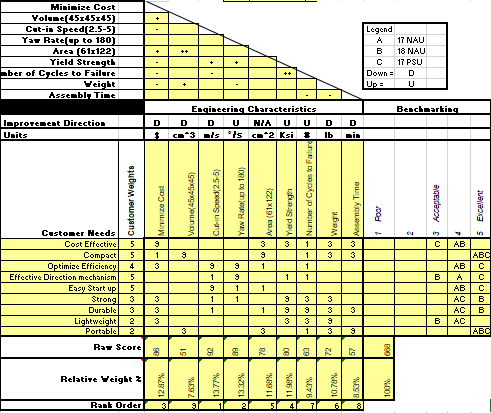 Minimize Cost
Volume(45x45x45) +
Cut-in Speed(2.5-5) -
Yaw Rate(up to 180)
Area (61x122) + ++
Yield Strength - + +
mber of Cycles to Failure ++
Weight - + -
Assembly Time - -
Legend
A 17 NAU
B 18 NAU
C 17 PSU
Down = D
Up = U
Engineering Characteristics Benchmarking
Improvement Direction D D D U N/A U U D D
Units $ cm^3 m/s °/S cm^2 Ksi # lb min
Customer Needs Customer Weights Minimize Cost Volume(45x45x45) Cut-in Speed(2.5-5) Yaw Rate(up to 180) Area (61x122) Yield Strength Number of Cycles to Failure Weight Assembly Time 1 Poor 2 3 Acceptable 4 5 Excellent
Cost Effective 5 9 3 3 1 3 3 C AB
Compact 5 1 9 9 1 3 3 ABC
Optimize Efficiency 4 3 9 9 1 1 AB C
Effective Direction mechanism 5 1 9 1 1 B A C
Easy Start up 5 9 1 1 AB C
Strong 3 3 1 1 9 3 3 AC B
Durable 3 3 1 1 9 9 3 3 AC B
Lightweight 2 3 3 3 9 B AC
Portable 2 3 3 1 3 9 ABC
Raw Score 86 51 92 89 78 80 63 72 57 668
Relative Weight % 12.87% 7.63% 13.77% 13.32% 11.68% 11.98% 9.43% 10.78% 8.53% 100%
Rank Order 3 9 1 2 5 4 7 6 8